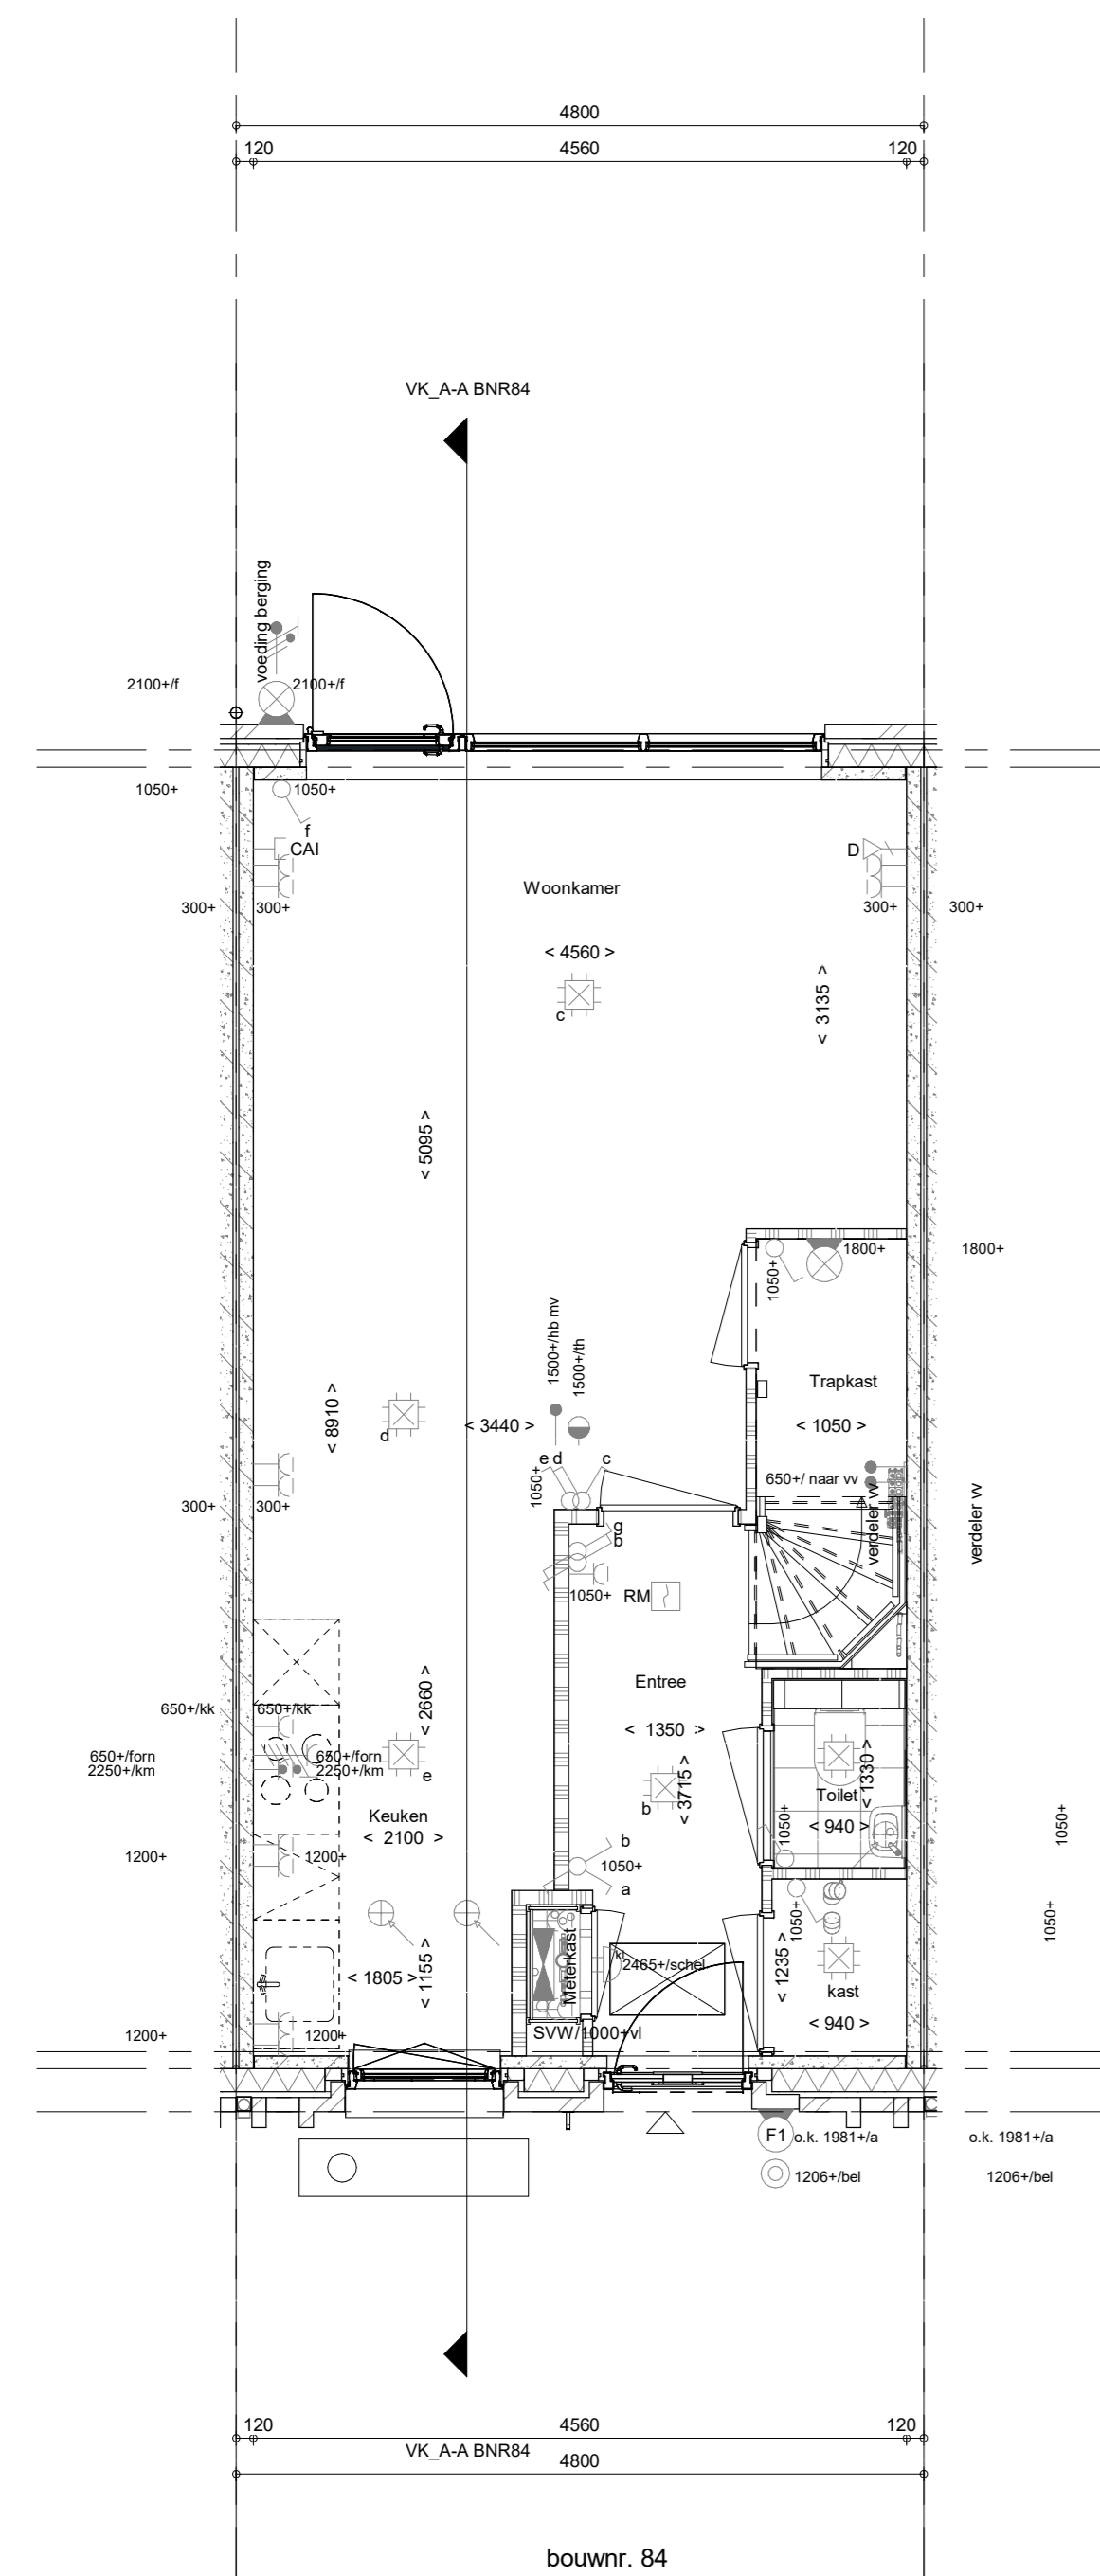 4800
120 4560 120
VK_A-A BNR84
voeding berging
2100+/f 2100+/f
1050+ 1050+
f
CAI D
300+ 300+ 300+ 300+
Woonkamer
< 4560 >
c
< 3135 >
< 5095 >
1800+ 1800+
1050+
1500+/hb mv
1500+/th
Trapkast
< 1050 >
< 8910 >
d
< 3440 >
e d c
1050+
650+/ naar vv
verdeler vv verdeler vv
300+ 300+
g
b
1050+
RM
Entree
< 1350 >
< 3715 >
b
< 2660 >
650+/kk 650+/kk
650+/forn 650+/forn
2250+/km 2250+/km
e
Keuken
< 2100 >
< 1330 >
Toilet
< 940 >
1050+ 1050+
1200+ 1200+
b
1050+
a
1050+ 1050+
Meterkast
kl
2465+/schel
< 1235 >
kast
< 940 >
< 1805 >
< 1155 >
1200+ 1200+
SVW/1000+vl
F1 o.k. 1981+/a o.k. 1981+/a
1206+/bel 1206+/bel
120 4560 120
VK_A-A BNR84
4800
bouwnr. 84